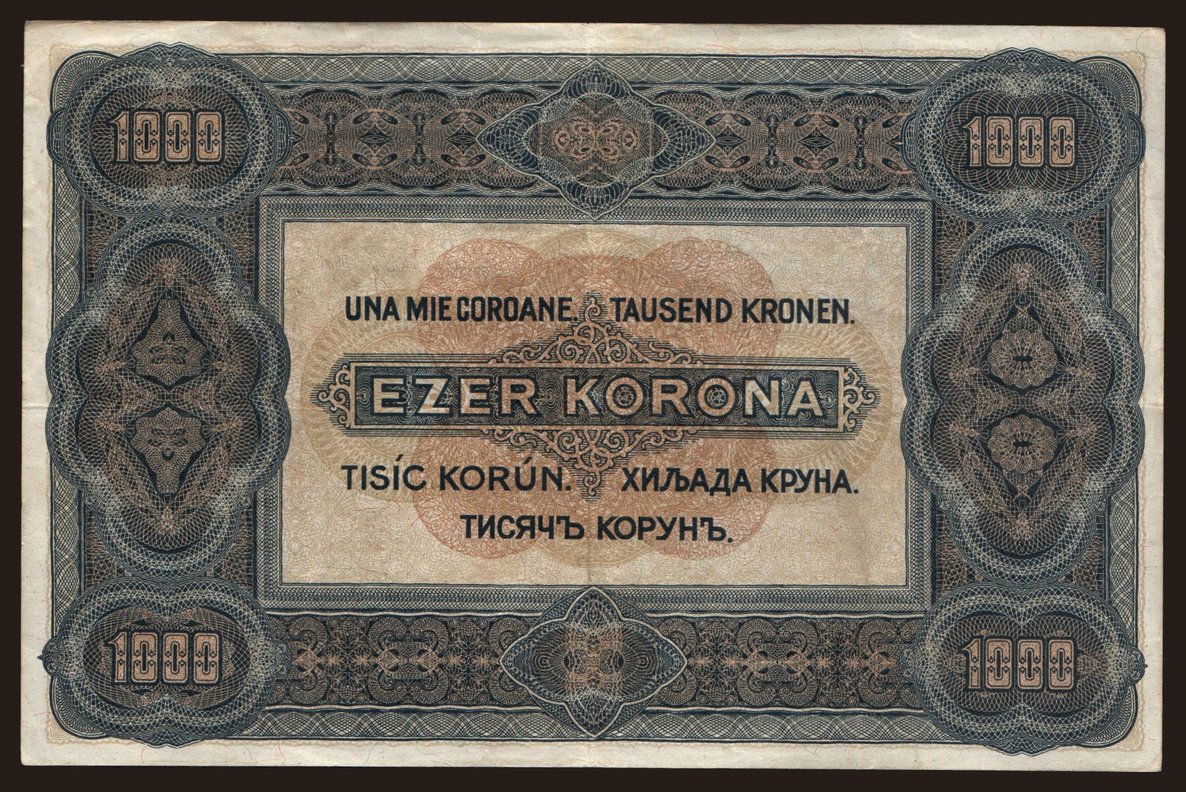 1000 1000
UNA MIE COROANE. TAUSEND KRONEN.
EZER KORONA
TISÍC KORÚN. ХИЉАДА КРУНА.
ТИСЯЧЪ КОРУНЪ.
1000 1000